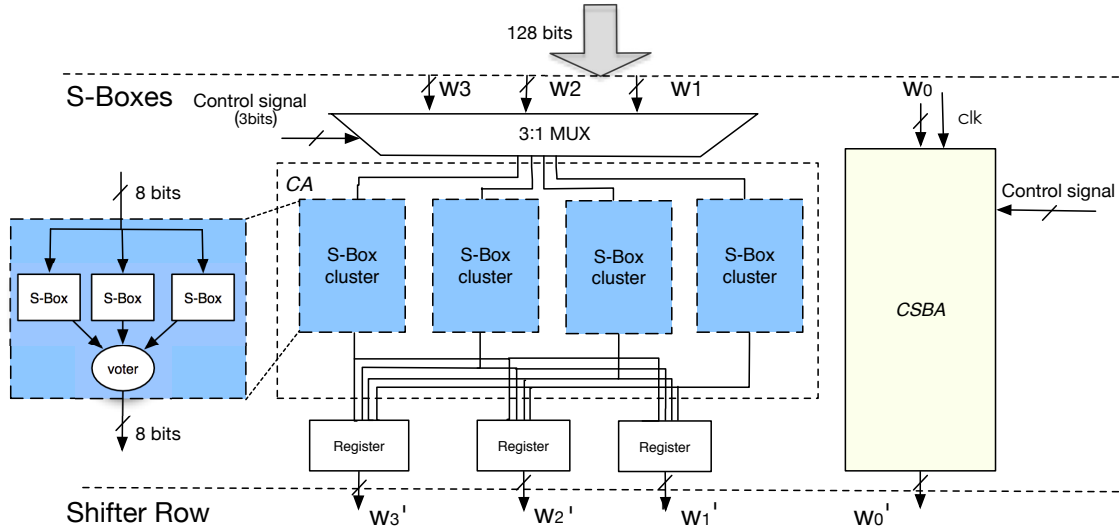 128 bits
S-Boxes
W3
W2
W1
W0
clk
Control signal
(3bits)
3:1 MUX
CA
8 bits
Control signal
S-Box
cluster
S-Box
cluster
S-Box
cluster
S-Box
cluster
S-Box
S-Box
S-Box
CSBA
voter
8 bits
Register
Register
Register
Shifter Row
W3'
W2'
W1'
W0'